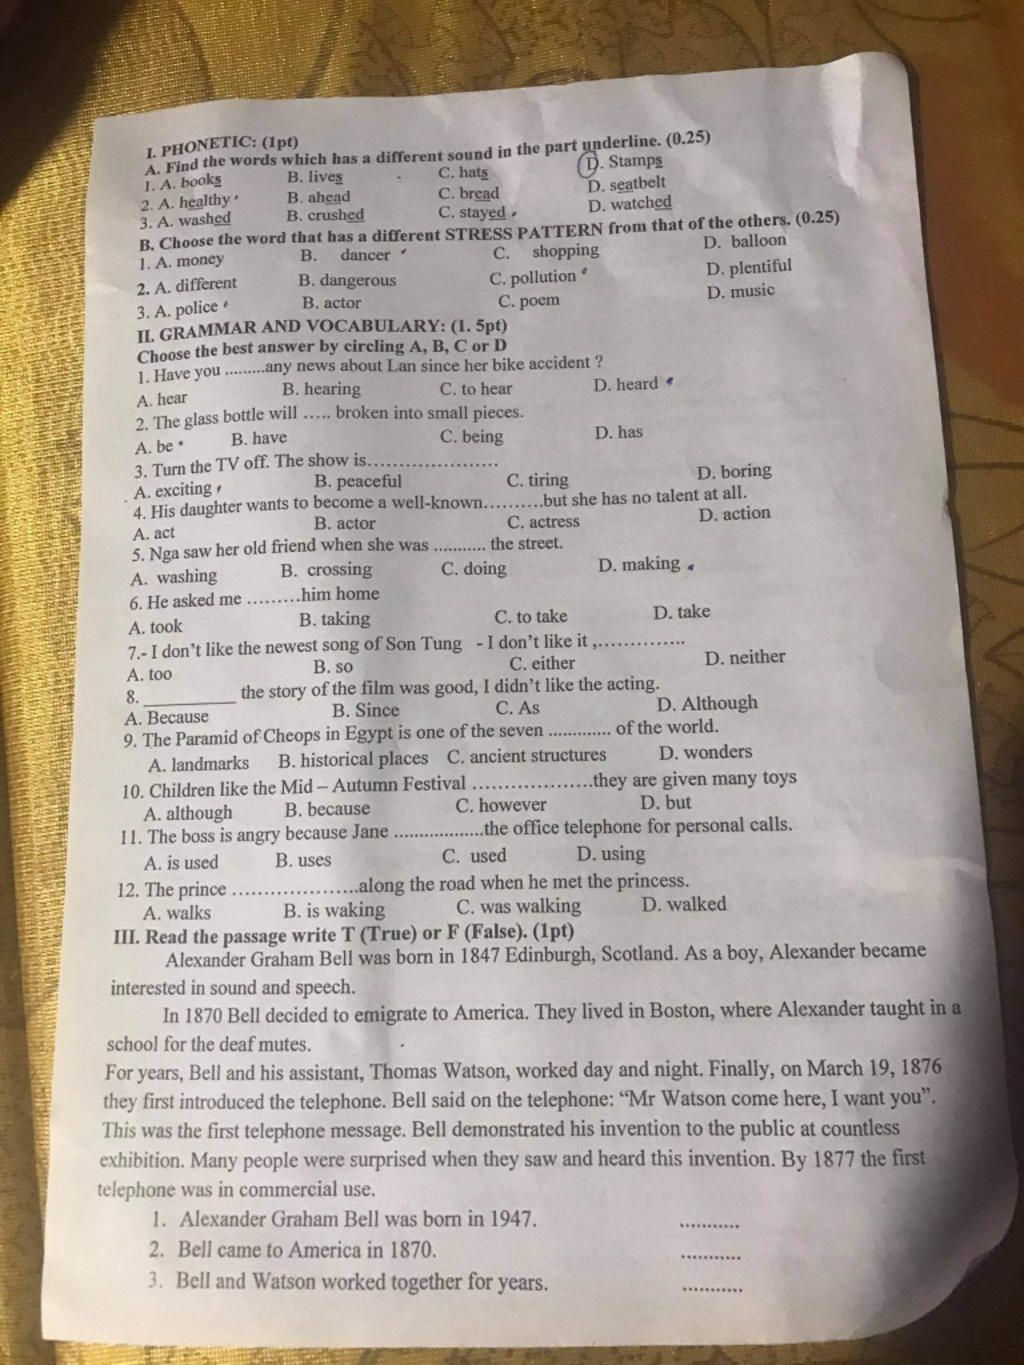 I. PHONETIC: (1pt)
A. Find the words which has a different sound in the part underline. (0.25)
1. A. books B. lives C. hats D. Stamps
2. A. healthy B. ahead C. bread D. seatbelt
3. A. washed B. crushed C. stayed D. watched
B. Choose the word that has a different STRESS PATTERN from that of the others. (0.25)
1. A. money B. dancer C. shopping D. balloon
2. A. different B. dangerous C. pollution D. plentiful
3. A. police B. actor C. poem D. music
II. GRAMMAR AND VOCABULARY: (1. 5pt)
Choose the best answer by circling A, B, C or D
1. Have you .........any news about Lan since her bike accident ?
A. hear B. hearing C. to hear D. heard
2. The glass bottle will ..... broken into small pieces.
A. be B. have C. being D. has
3. Turn the TV off. The show is......................
A. exciting B. peaceful C. tiring D. boring
4. His daughter wants to become a well-known..........but she has no talent at all.
A. act B. actor C. actress D. action
5. Nga saw her old friend when she was ........... the street.
A. washing B. crossing C. doing D. making
6. He asked me .........him home
A. took B. taking C. to take D. take
7.- I don't like the newest song of Son Tung - I don't like it ,..............
A. too B. so C. either D. neither
8. __________ the story of the film was good, I didn't like the acting.
A. Because B. Since C. As D. Although
9. The Paramid of Cheops in Egypt is one of the seven ............. of the world.
A. landmarks B. historical places C. ancient structures D. wonders
10. Children like the Mid – Autumn Festival ...................they are given many toys
A. although B. because C. however D. but
11. The boss is angry because Jane ..................the office telephone for personal calls.
A. is used B. uses C. used D. using
12. The prince ....................along the road when he met the princess.
A. walks B. is waking C. was walking D. walked
III. Read the passage write T (True) or F (False). (1pt)
Alexander Graham Bell was born in 1847 Edinburgh, Scotland. As a boy, Alexander became
interested in sound and speech.
In 1870 Bell decided to emigrate to America. They lived in Boston, where Alexander taught in a
school for the deaf mutes.
For years, Bell and his assistant, Thomas Watson, worked day and night. Finally, on March 19, 1876
they first introduced the telephone. Bell said on the telephone: “Mr Watson come here, I want you”.
This was the first telephone message. Bell demonstrated his invention to the public at countless
exhibition. Many people were surprised when they saw and heard this invention. By 1877 the first
telephone was in commercial use.
1. Alexander Graham Bell was born in 1947. ...........
2. Bell came to America in 1870. ...........
3. Bell and Watson worked together for years. ...........